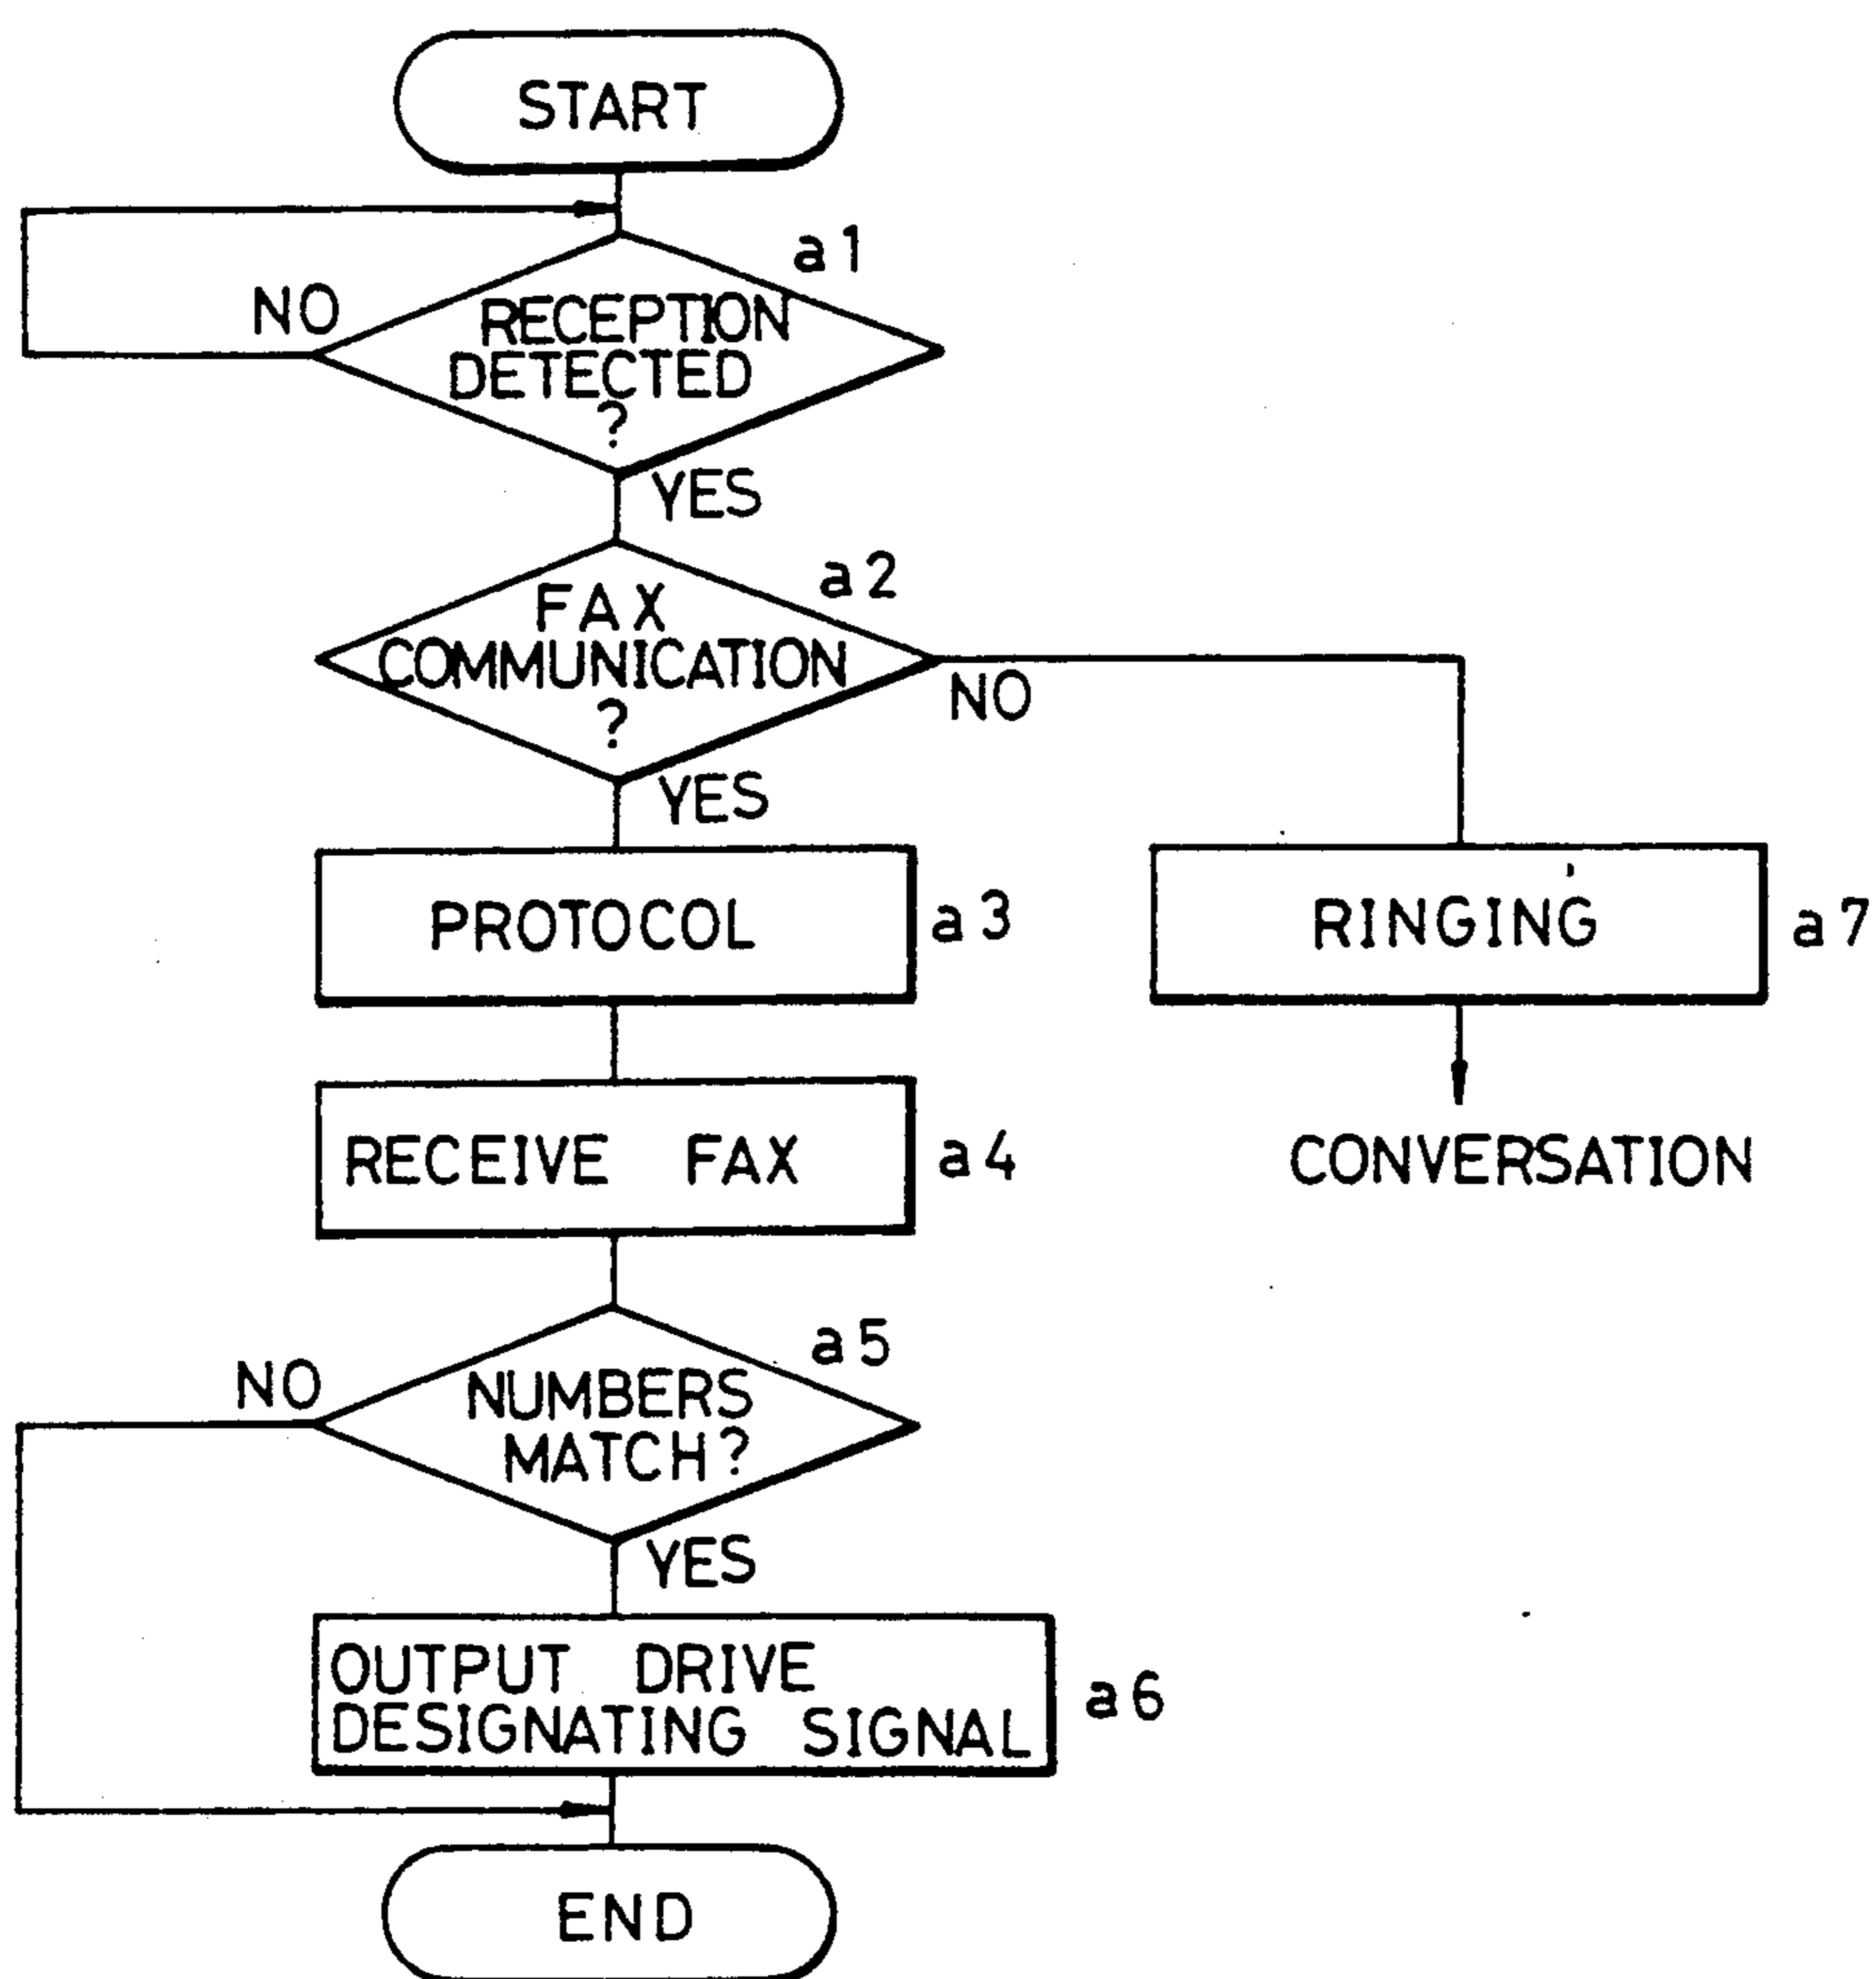 START
a1
NO
RECEPTION
DETECTED
?
YES
a2
FAX
COMMUNICATION
?
NO
YES
PROTOCOL
a3
RINGING
a7
RECEIVE FAX
a4
CONVERSATION
a5
NO
NUMBERS
MATCH?
YES
OUTPUT DRIVE
DESIGNATING SIGNAL
a6
END